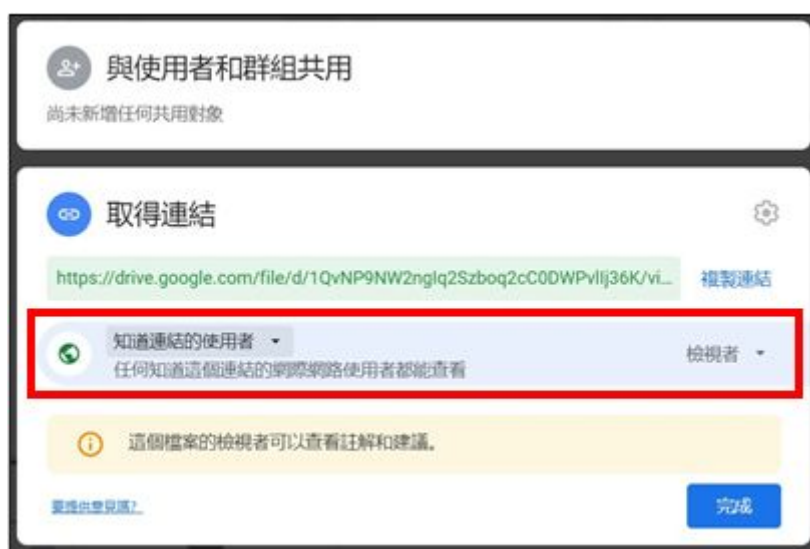 與使用者和群組共用
尚未新增任何共用對象
取得連結
https://drive.google.com/file/d/1QvNP9NW2ngIq2Szboq2cC0DWPvlIj36K/vi...
複製連結
知道連結的使用者
任何知道這個連結的網際網路使用者都能查看
檢視者
這個檔案的檢視者可以查看註解和建議。
要提供意見嗎?
完成